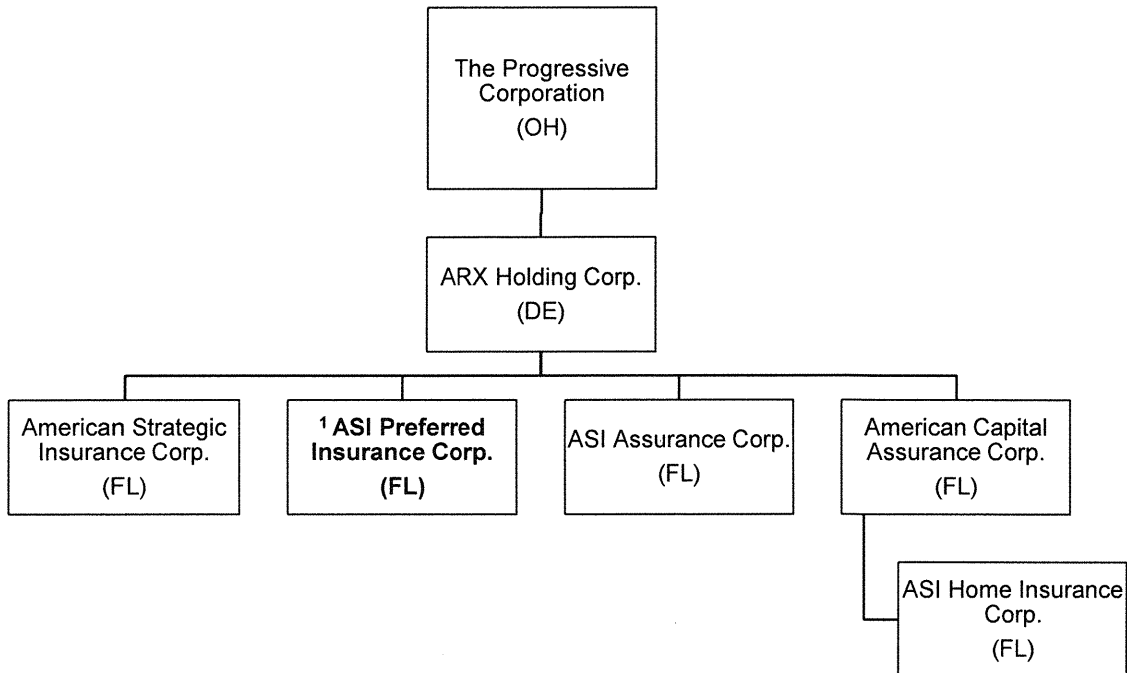 The Progressive
Corporation
(OH)
ARX Holding Corp.
(DE)
American Strategic
Insurance Corp.
(FL)
¹ ASI Preferred
Insurance Corp.
(FL)
ASI Assurance Corp.
(FL)
American Capital
Assurance Corp.
(FL)
ASI Home Insurance
Corp.
(FL)